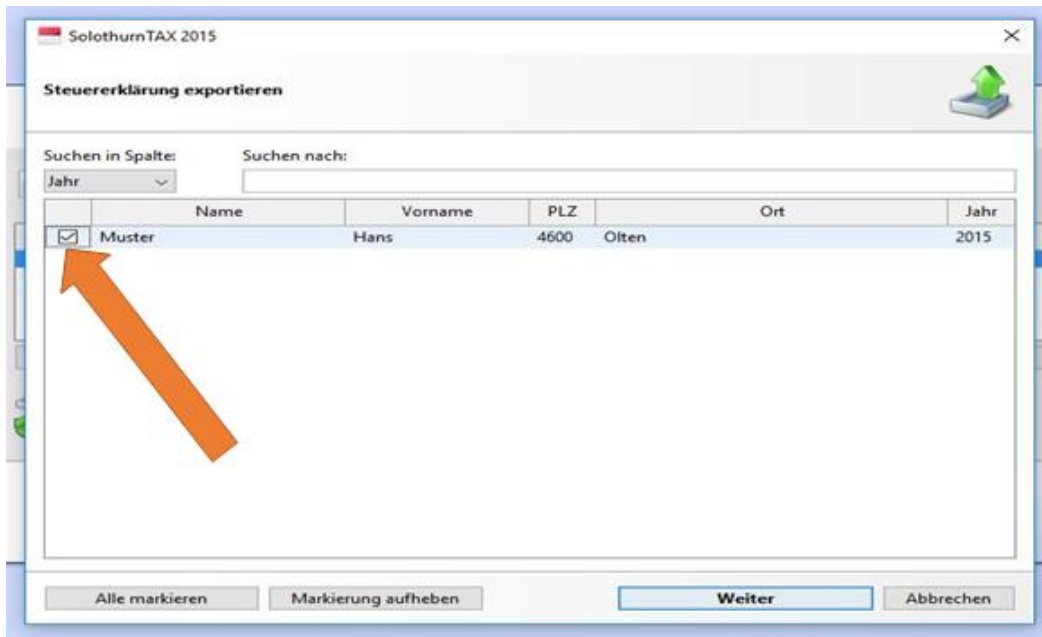 SolothurnTAX 2015
Steuererklärung exportieren
Suchen in Spalte: Suchen nach:
Jahr
Name Vorname PLZ Ort Jahr
Muster Hans 4600 Olten 2015
Alle markieren Markierung aufheben Weiter Abbrechen